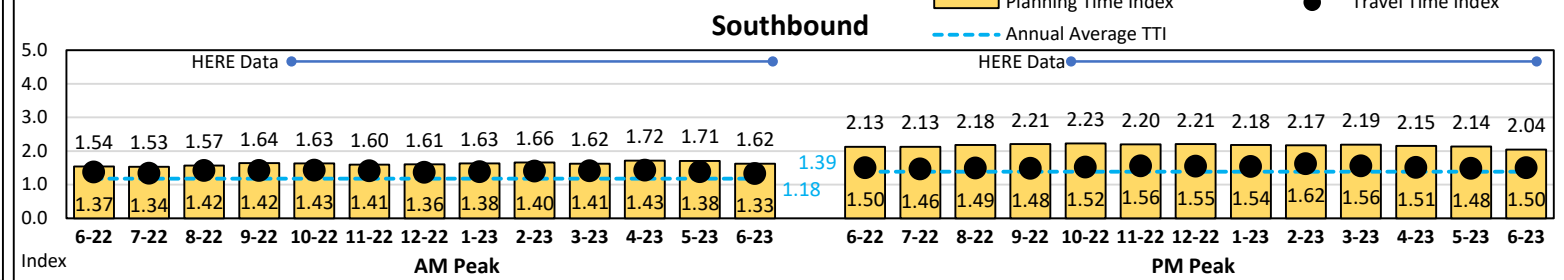 Planning Time Index
Travel Time Index
Southbound
Annual Average TTI
5.0
HERE Data
HERE Data
4.0
3.0
2.13 2.13 2.18 2.21 2.23 2.20 2.21 2.18 2.17 2.19 2.15 2.14 2.04
1.54 1.53 1.57 1.64 1.63 1.60 1.61 1.63 1.66 1.62 1.72 1.71 1.62
2.0
1.39
1.0
1.18
1.37 1.34 1.42 1.42 1.43 1.41 1.36 1.38 1.40 1.41 1.43 1.38 1.33
1.50 1.46 1.49 1.48 1.52 1.56 1.55 1.54 1.62 1.56 1.51 1.48 1.50
0.0
6-22 7-22 8-22 9-22 10-22 11-22 12-22 1-23 2-23 3-23 4-23 5-23 6-23
6-22 7-22 8-22 9-22 10-22 11-22 12-22 1-23 2-23 3-23 4-23 5-23 6-23
Index
AM Peak
PM Peak